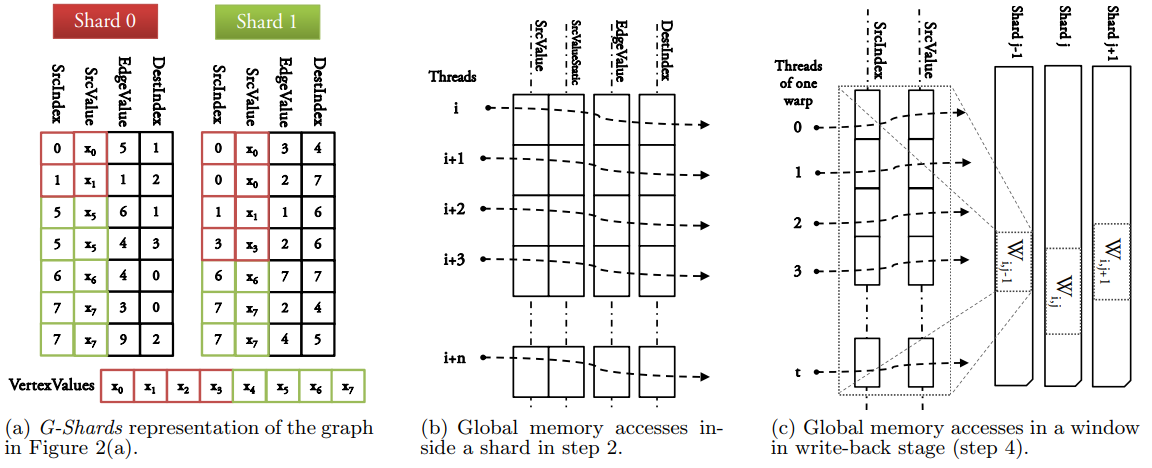 Shard 0
Shard 1
SrcIndex SrcValue EdgeValue DestIndex
SrcIndex SrcValue EdgeValue DestIndex
0 x0 5 1
1 x1 1 2
5 x5 6 1
5 x5 4 3
6 x6 4 0
7 x7 3 0
7 x7 9 2
0 x0 3 4
0 x0 2 7
1 x1 1 6
3 x3 2 6
6 x6 7 7
7 x7 2 4
7 x7 4 5
VertexValues x0 x1 x2 x3 x4 x5 x6 x7
(a) G-Shards representation of the graph
in Figure 2(a).
SrcValue SrcValueStatic EdgeValue DestIndex
Threads
i
i+1
i+2
i+3
i+n
(b) Global memory accesses in-
side a shard in step 2.
SrcIndex SrcValue
Threads
of one
warp
0
1
2
3
t
Shard j-1
Shard j
Shard j+1
Wi,j-1
Wi,j
Wi,j+1
(c) Global memory accesses in a window
in write-back stage (step 4).